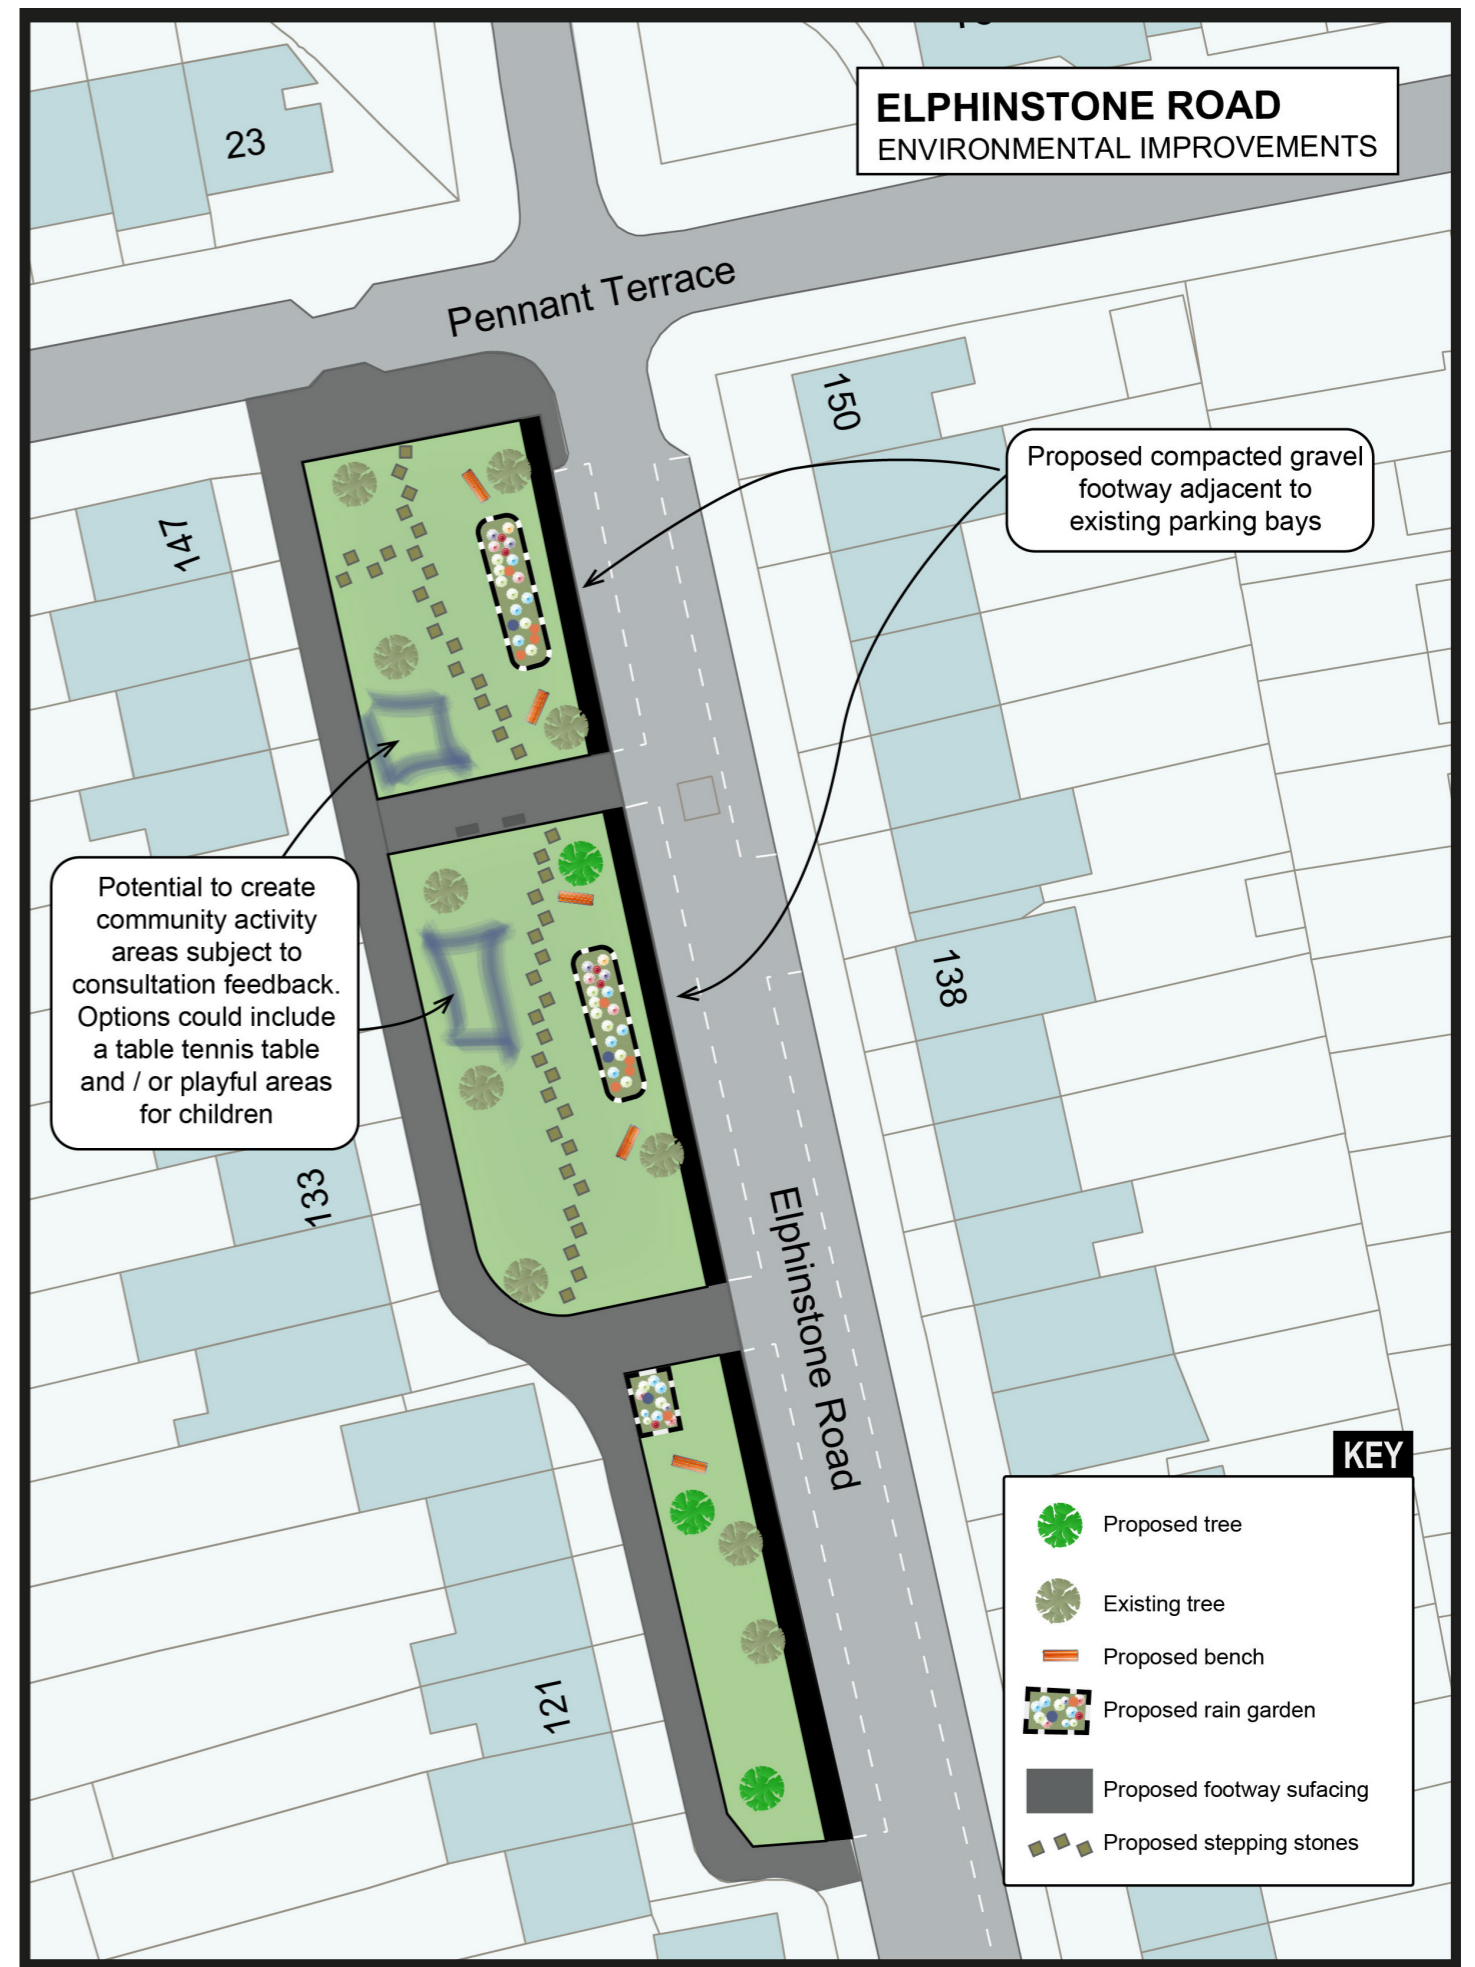 ELPHINSTONE ROAD
ENVIRONMENTAL IMPROVEMENTS
23
Pennant Terrace
150
Proposed compacted gravel
footway adjacent to
existing parking bays
147
Potential to create
community activity
areas subject to
consultation feedback.
Options could include
a table tennis table
and / or playful areas
for children
138
133
Elphinstone Road
121
KEY
Proposed tree
Existing tree
Proposed bench
Proposed rain garden
Proposed footway sufacing
Proposed stepping stones